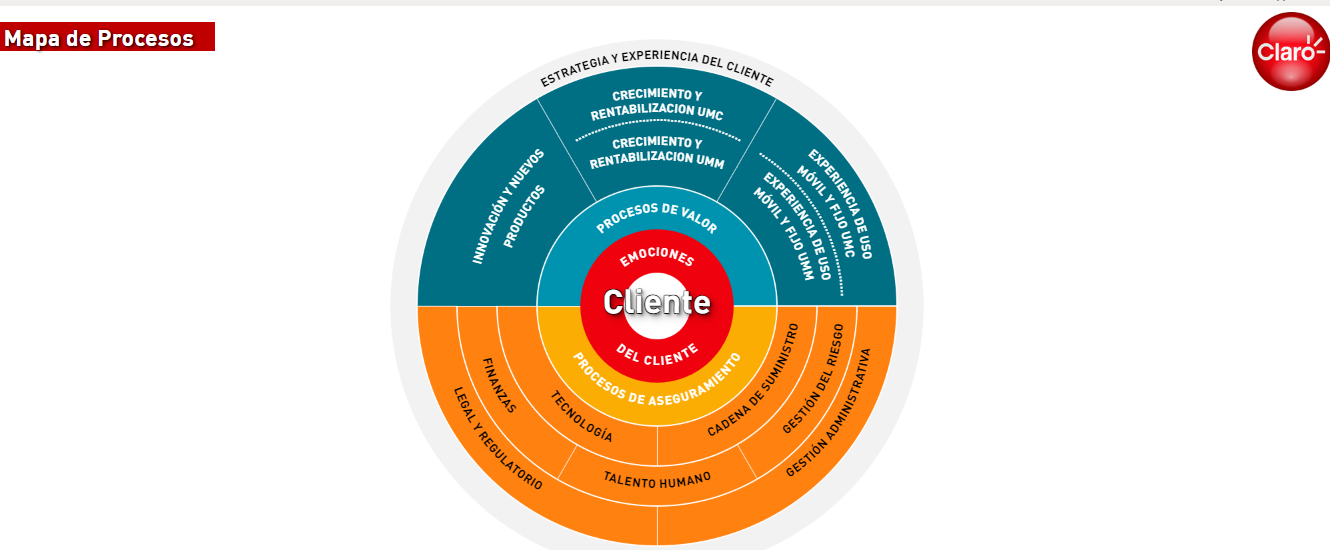 Mapa de Procesos
Claro
ESTRATEGIA Y EXPERIENCIA DEL CLIENTE
CRECIMIENTO Y
RENTABILIZACION UMC
CRECIMIENTO Y
RENTABILIZACION UMM
INNOVACIÓN Y NUEVOS
PRODUCTOS
EXPERIENCIA DE USO
MÓVIL Y FIJO UMC
EXPERIENCIA DE USO
MÓVIL Y FIJO UMM
PROCESOS DE VALOR
EMOCIONES
Cliente
DEL CLIENTE
PROCESOS DE ASEGURAMIENTO
TECNOLOGÍA
FINANZAS
LEGAL Y REGULATORIO
TALENTO HUMANO
CADENA DE SUMINISTRO
GESTIÓN DEL RIESGO
GESTIÓN ADMINISTRATIVA